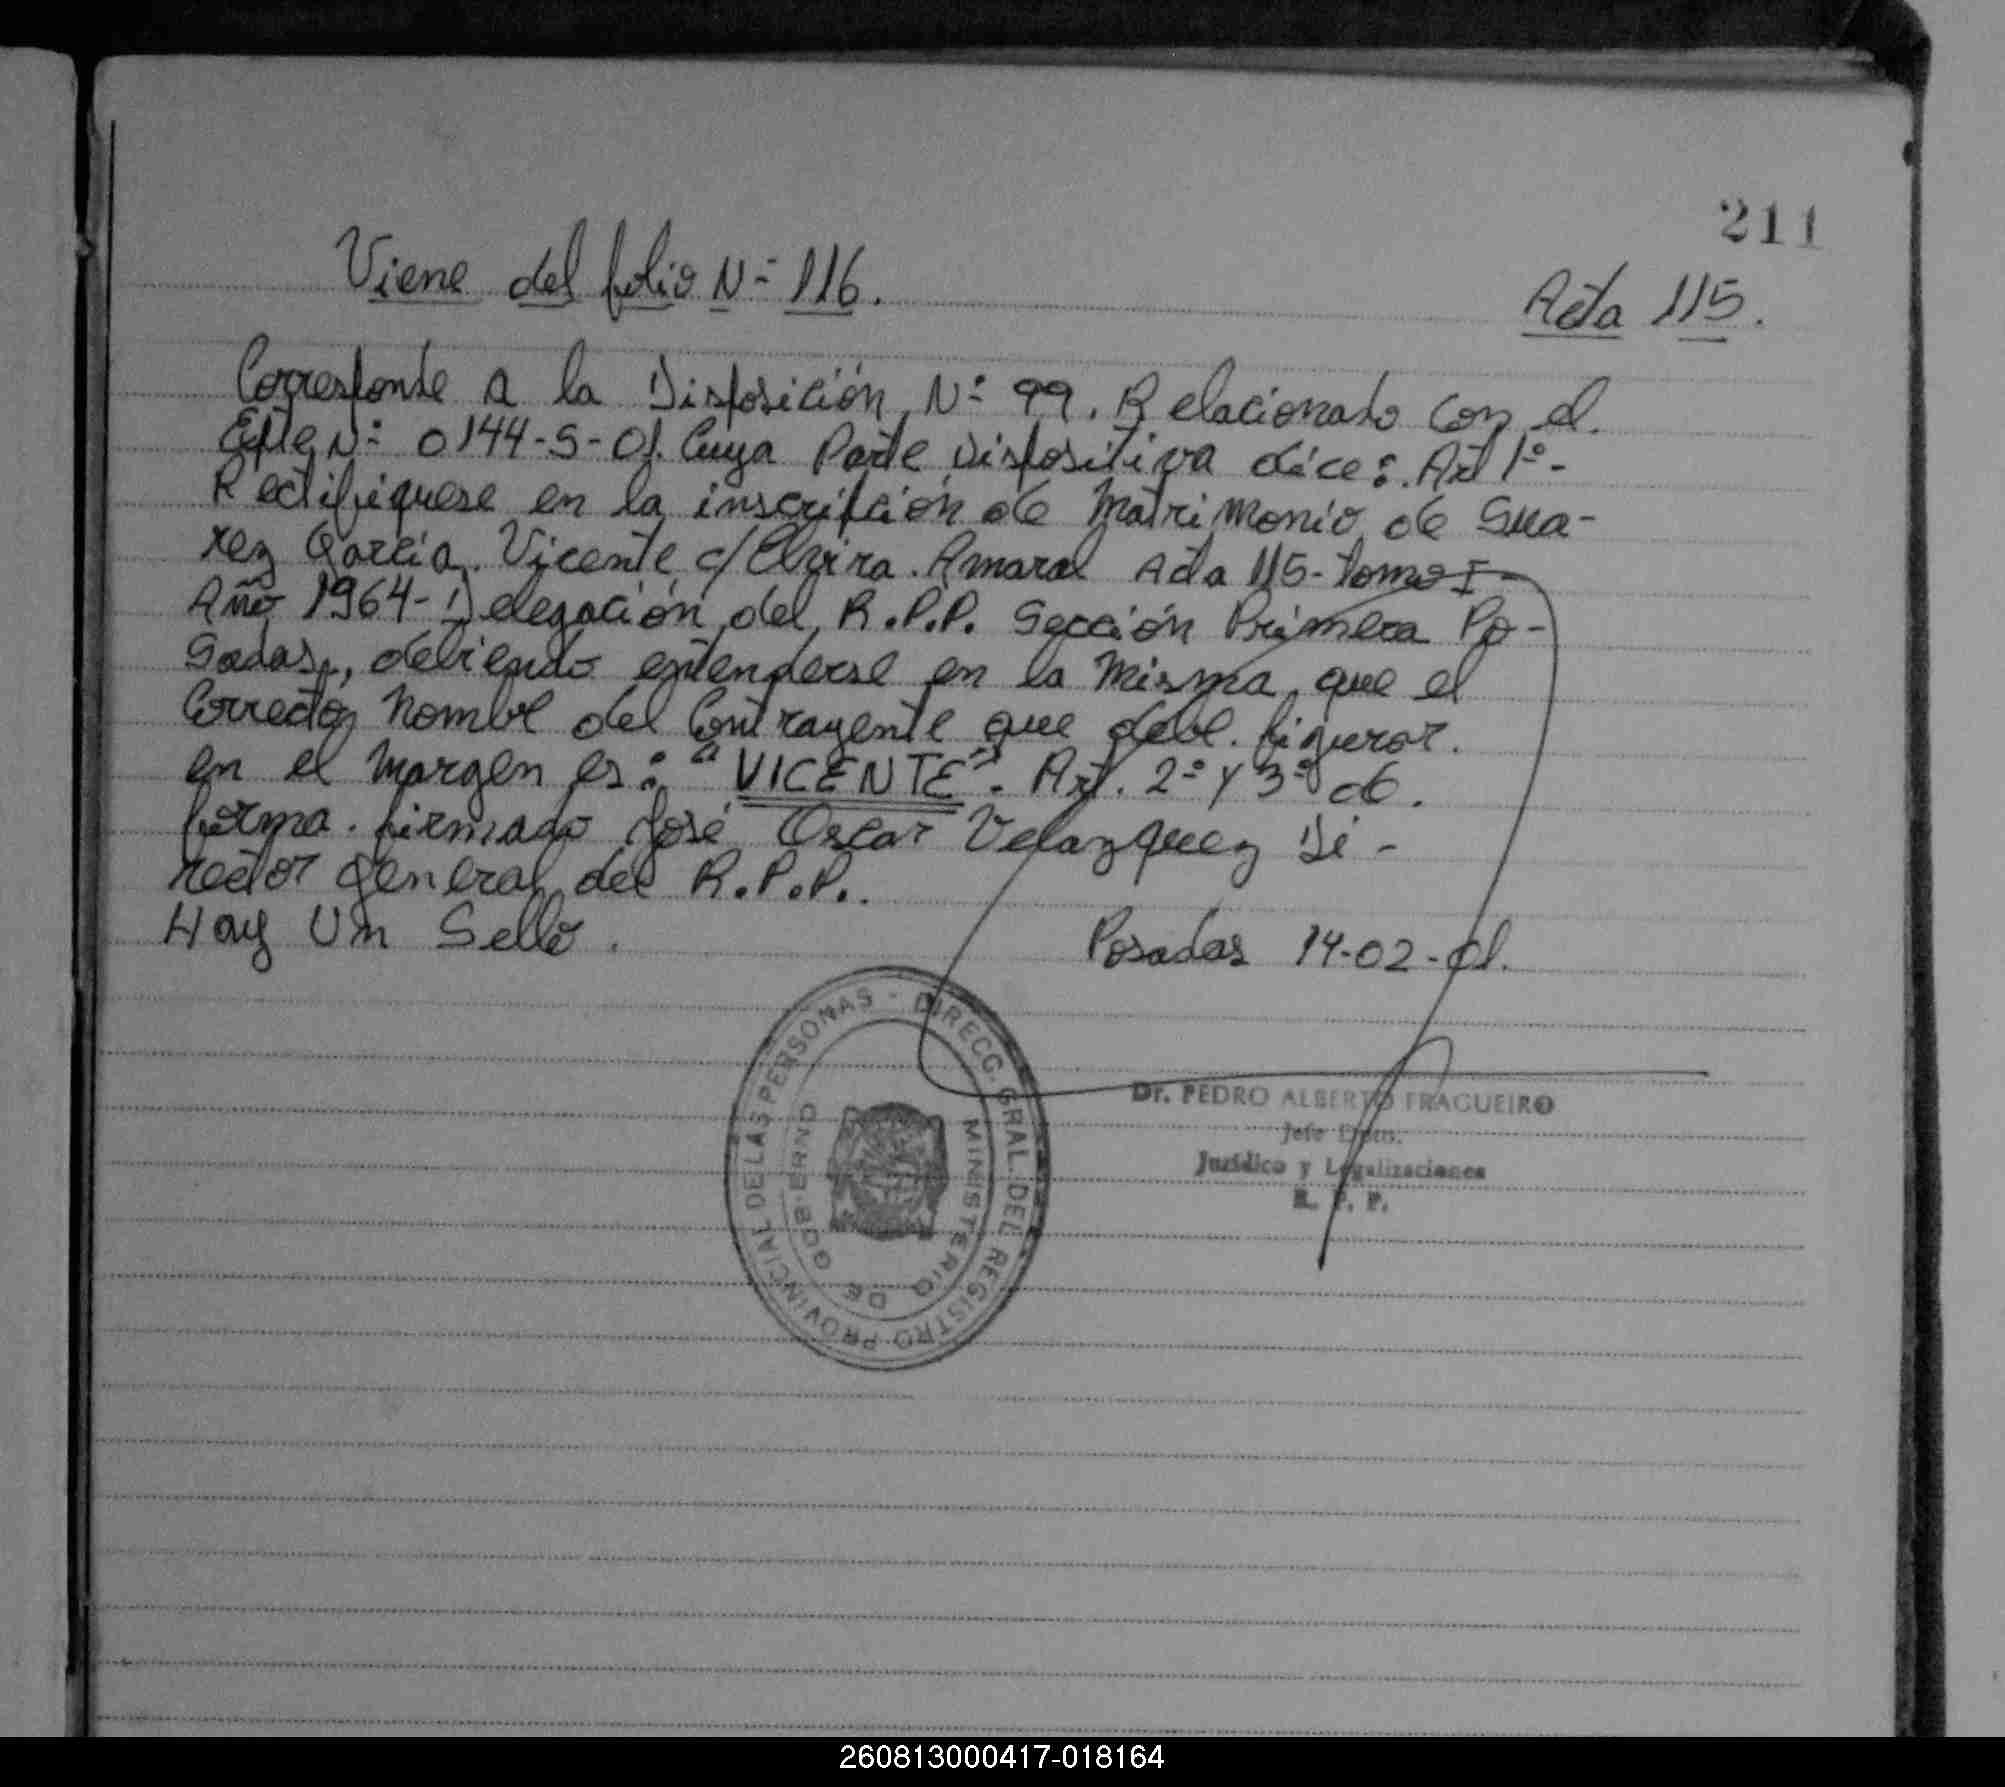 211
Viene del folio N° 116.
Acta 115.
Corresponde a la Disposición N° 99. Relacionado con el.
Expte N° 0144-S-01. Cuya Parte Dispositiva dice: Art 1°-
Rectifiquese en la inscripción de Matrimonio de Sua-
rez Garcia. Vicente c/ Elvira. Amaral Acta 115- tomo I
Año 1964- Delegación del R.P.P. Sección Primera Po-
sadas, debiendo entenderse en la Misma que el
Correcto Nombre del Contrayente que debe. figurar.
en el Margen es: "VICENTE". Art. 2° y 3° de.
forma. firmado José Oscar Velazquez Di-
rector General del R.P.P..
Hay Un Sello.
Posadas 14-02-01.
DIRECC. GRAL. DEL REGISTRO PROVINCIAL DE LAS PERSONAS -
MINISTERIO DE GOBIERNO
Dr. PEDRO ALBERTO FRAGUEIRO
Jefe Dpto.
Jurídico y Legalizaciones
R. P. P.
260813000417-018164